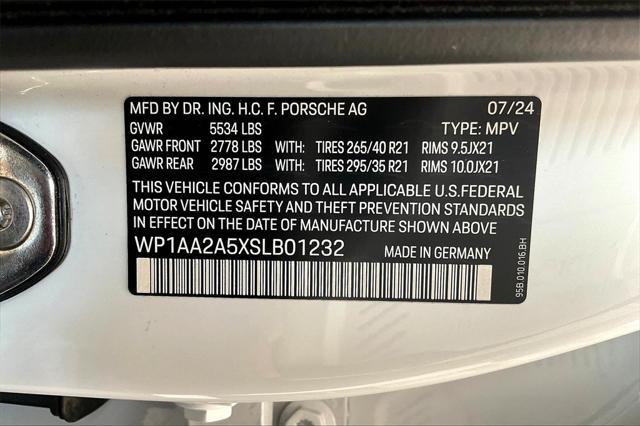 MFD BY DR. ING. H.C. F. PORSCHE AG 07/24
GVWR 5534 LBS TYPE: MPV
GAWR FRONT 2778 LBS WITH: TIRES 265/40 R21 RIMS 9.5JX21
GAWR REAR 2987 LBS WITH: TIRES 295/35 R21 RIMS 10.0JX21
THIS VEHICLE CONFORMS TO ALL APPLICABLE U.S.FEDERAL
MOTOR VEHICLE SAFETY AND THEFT PREVENTION STANDARDS
IN EFFECT ON THE DATE OF MANUFACTURE SHOWN ABOVE
WP1AA2A5XSLB01232 MADE IN GERMANY
95B.010.016.BH